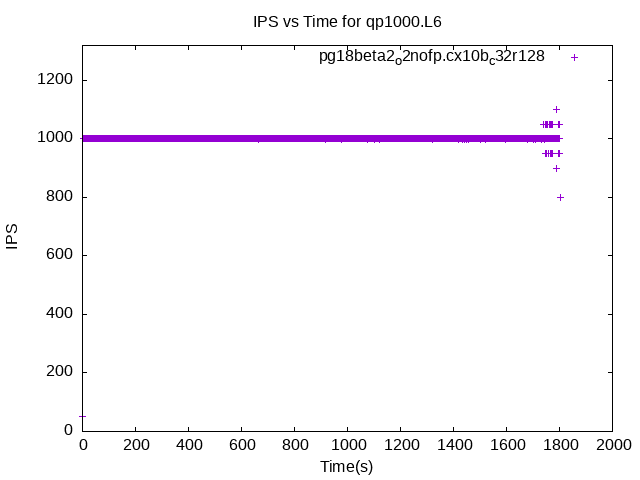 IPS vs Time for qp1000.L6
pg18beta2o2nofp.cx10bc32r128
1200
1000
800
600
400
200
0
IPS
0 200 400 600 800 1000 1200 1400 1600 1800 2000
Time(s)